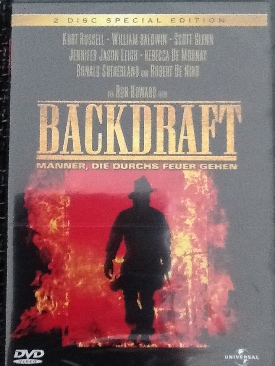 2 DISC SPECIAL EDITION
KURT RUSSELL - WILLIAM BALDWIN - SCOTT GLENN
JENNIFER JASON LEIGH - REBECCA DE MORNAY
DONALD SUTHERLAND UND ROBERT DE NIRO
EIN RON HOWARD FILM
BACKDRAFT
MÄNNER, DIE DURCHS FEUER GEHEN
DVD
VIDEO
UNIVERSAL